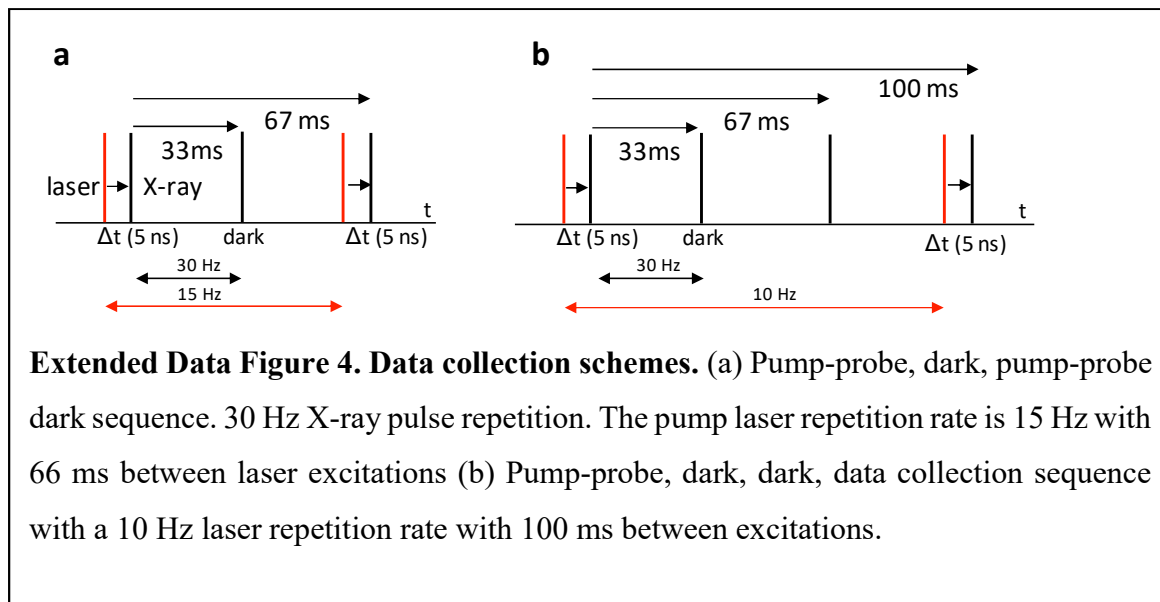 a
67 ms
33ms
laser
X-ray
t
Δt (5 ns)
dark
Δt (5 ns)
30 Hz
15 Hz
b
100 ms
67 ms
33ms
t
Δt (5 ns)
dark
Δt (5 ns)
30 Hz
10 Hz
Extended Data Figure 4. Data collection schemes. (a) Pump-probe, dark, pump-probe
dark sequence. 30 Hz X-ray pulse repetition. The pump laser repetition rate is 15 Hz with
66 ms between laser excitations (b) Pump-probe, dark, dark, data collection sequence
with a 10 Hz laser repetition rate with 100 ms between excitations.